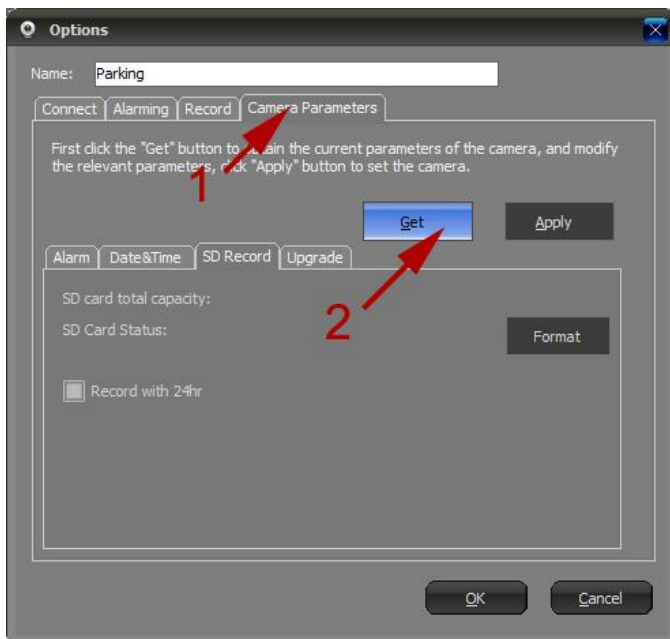 Options
Name: Parking
Connect Alarming Record Camera Parameters
First click the "Get" button to obtain the current parameters of the camera, and modify
the relevant parameters, click "Apply" button to set the camera.
1
Get Apply
Alarm Date&Time SD Record Upgrade
SD card total capacity:
2
SD Card Status:
Format
Record with 24hr
OK Cancel